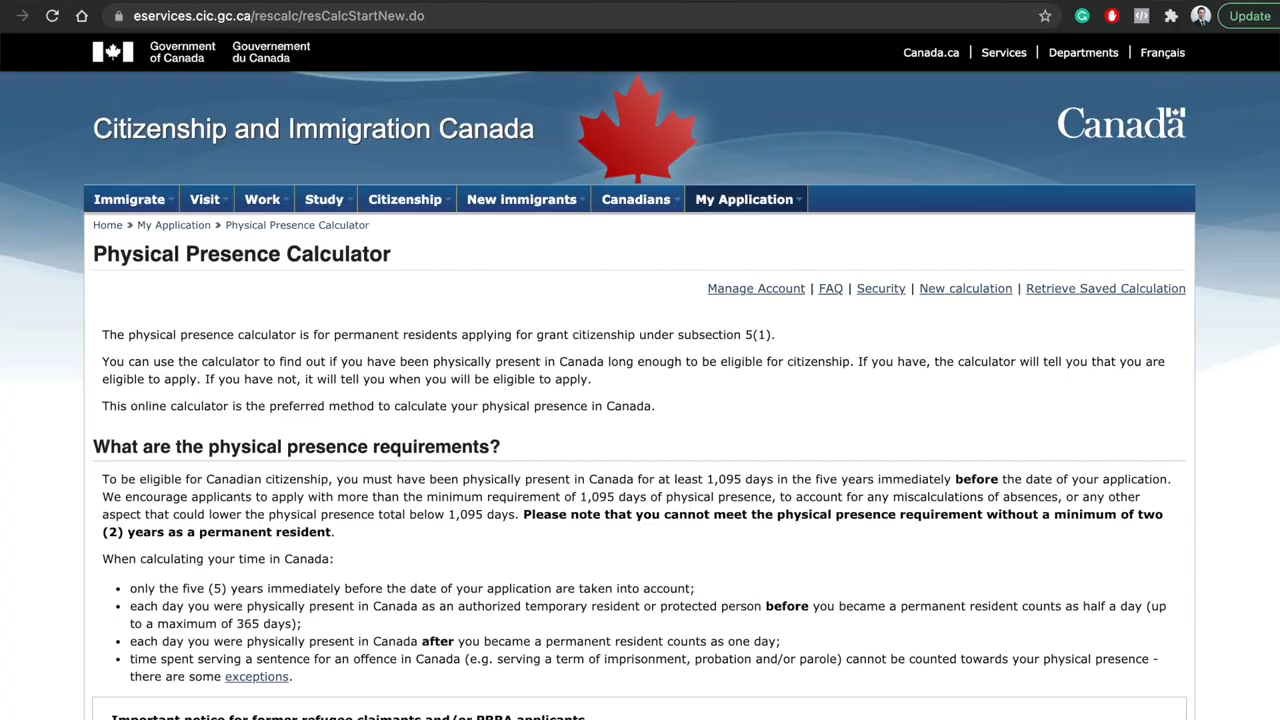 eservices.cic.gc.ca/rescalc/resCalcStartNew.do
Update
Government of Canada
Gouvernement du Canada
Canada.ca | Services | Departments | Français
Citizenship and Immigration Canada
Canada
Immigrate Visit Work Study Citizenship New immigrants Canadians My Application
Home » My Application » Physical Presence Calculator
Physical Presence Calculator
Manage Account | FAQ | Security | New calculation | Retrieve Saved Calculation
The physical presence calculator is for permanent residents applying for grant citizenship under subsection 5(1).
You can use the calculator to find out if you have been physically present in Canada long enough to be eligible for citizenship. If you have, the calculator will tell you that you are
eligible to apply. If you have not, it will tell you when you will be eligible to apply.
This online calculator is the preferred method to calculate your physical presence in Canada.
What are the physical presence requirements?
To be eligible for Canadian citizenship, you must have been physically present in Canada for at least 1,095 days in the five years immediately before the date of your application.
We encourage applicants to apply with more than the minimum requirement of 1,095 days of physical presence, to account for any miscalculations of absences, or any other
aspect that could lower the physical presence total below 1,095 days. Please note that you cannot meet the physical presence requirement without a minimum of two
(2) years as a permanent resident.
When calculating your time in Canada:
• only the five (5) years immediately before the date of your application are taken into account;
• each day you were physically present in Canada as an authorized temporary resident or protected person before you became a permanent resident counts as half a day (up
to a maximum of 365 days);
• each day you were physically present in Canada after you became a permanent resident counts as one day;
• time spent serving a sentence for an offence in Canada (e.g. serving a term of imprisonment, probation and/or parole) cannot be counted towards your physical presence -
there are some exceptions.
Important notice for former refugee claimants and/or PRRA applicants